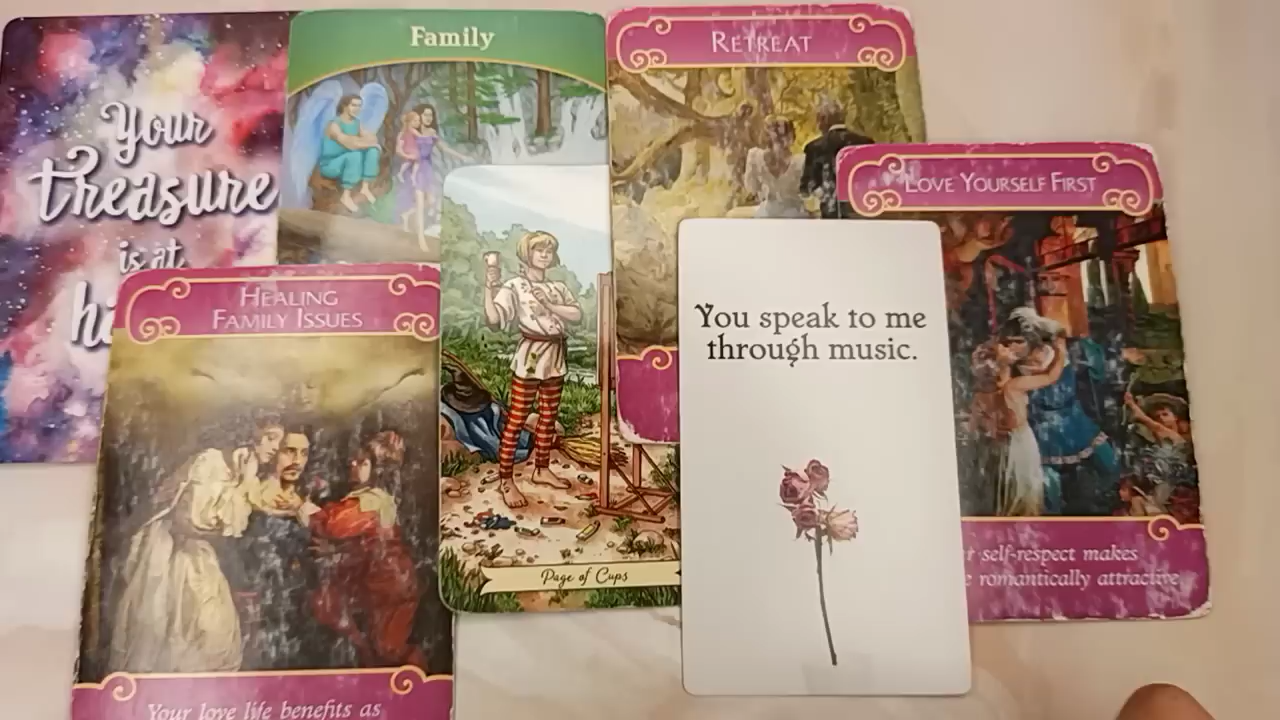 Your
treasure
is at
Family
RETREAT
LOVE YOURSELF FIRST
HEALING
FAMILY ISSUES
You speak to me
through music.
Page of Cups
self-respect makes
romantically attractive
Your love life benefits as